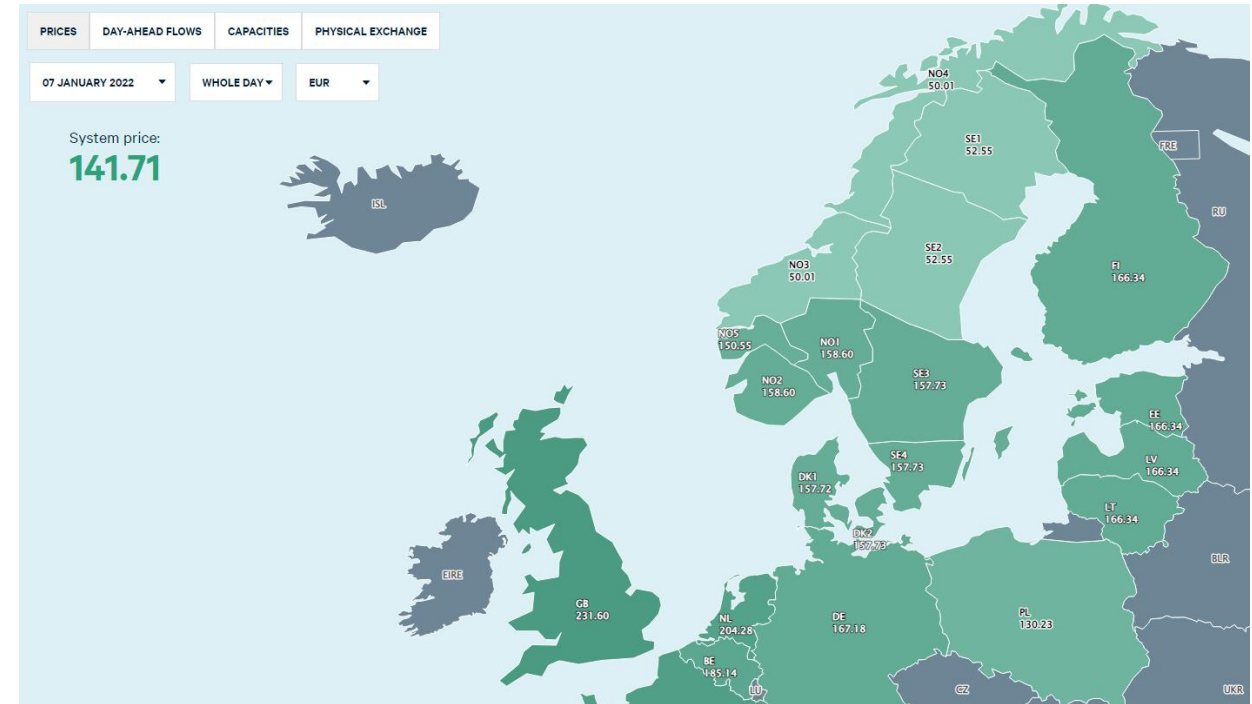 PRICES
DAY-AHEAD FLOWS
CAPACITIES
PHYSICAL EXCHANGE
07 JANUARY 2022
WHOLE DAY
EUR
System price:
141.71
ISL
NO4
50.01
SE1
52.55
FRE
RU
SE2
52.55
NO3
50.01
FI
166.34
NO5
150.55
NO1
158.60
SE3
157.73
NO2
158.60
EE
166.34
SE4
157.73
LV
166.34
DK1
157.72
LT
166.34
DK2
157.73
BLR
EIRE
GB
231.60
NL
204.28
DE
167.18
PL
130.23
BE
185.14
LU
CZ
UKR